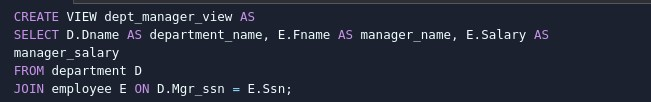 CREATE VIEW dept_manager_view AS
SELECT D.Dname AS department_name, E.Fname AS manager_name, E.Salary AS
manager_salary
FROM department D
JOIN employee E ON D.Mgr_ssn = E.Ssn;